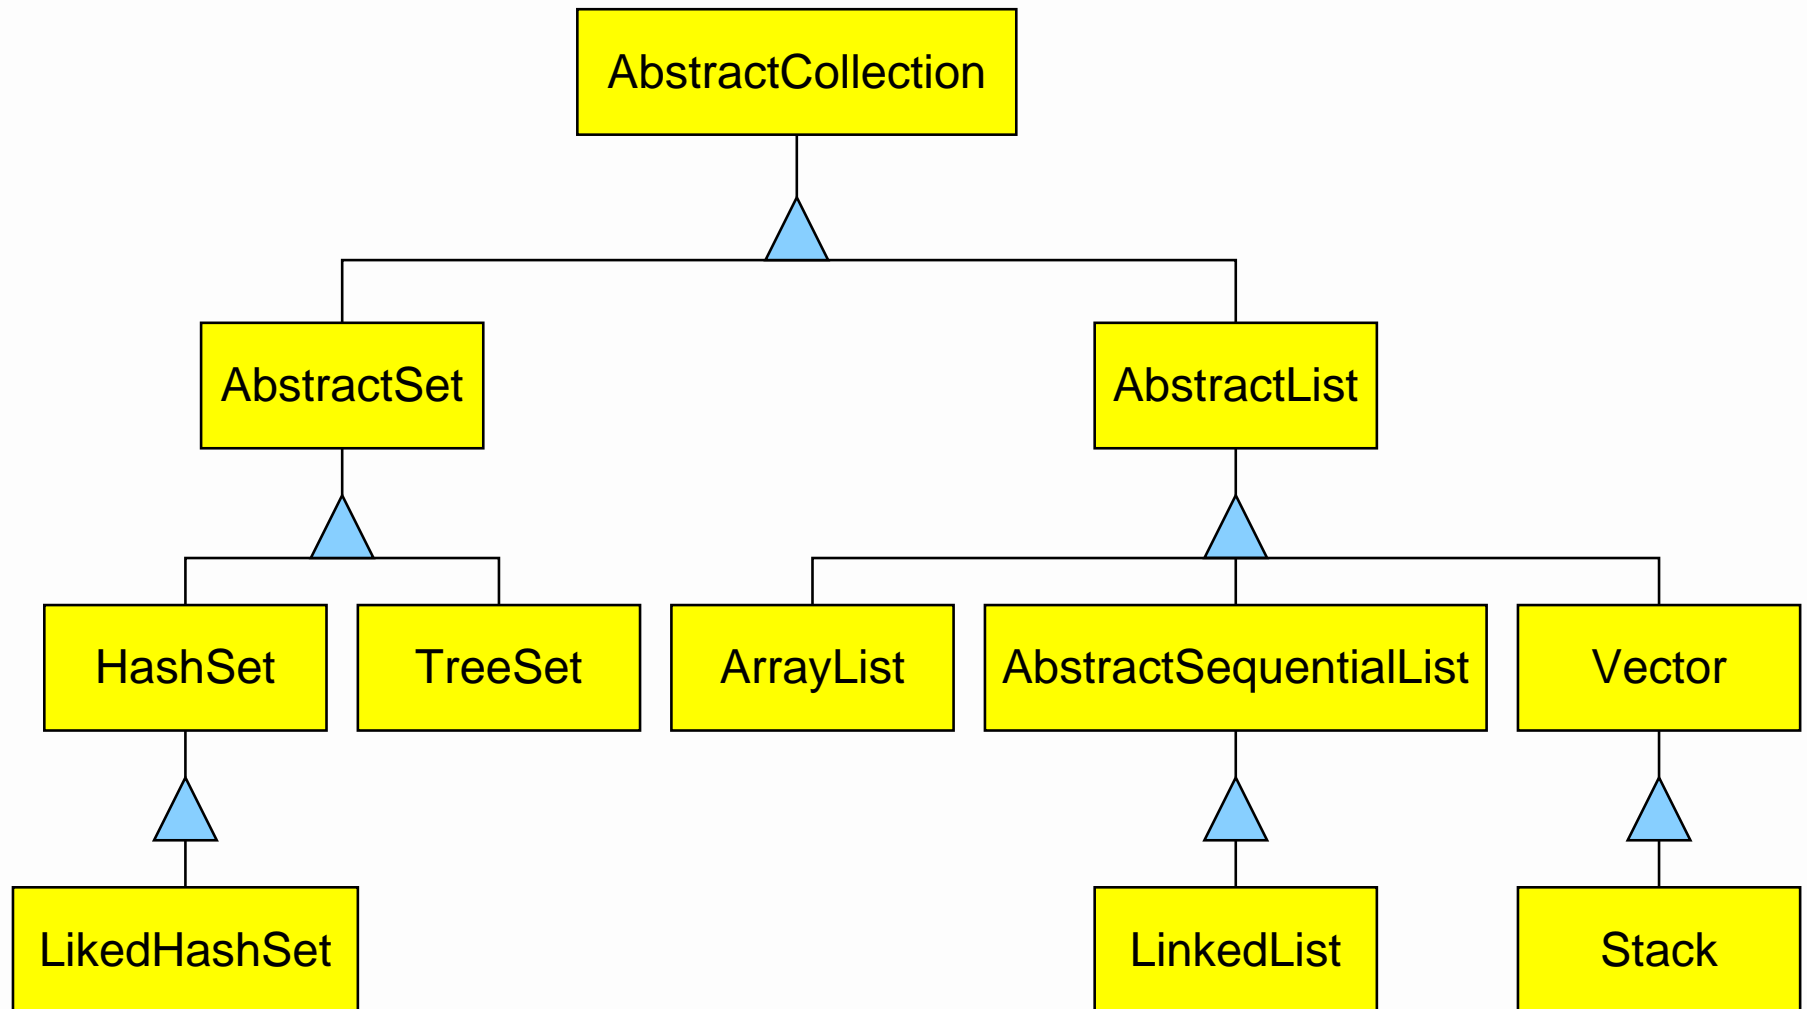 AbstractCollection
AbstractSet
AbstractList
HashSet
TreeSet
ArrayList
AbstractSequentialList
Vector
LikedHashSet
LinkedList
Stack